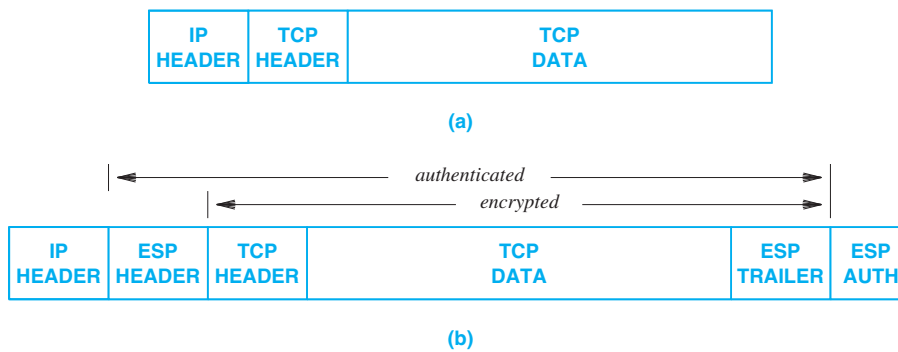 IP TCP TCP
HEADER HEADER DATA
(a)
authenticated
encrypted
IP ESP TCP TCP ESP ESP
HEADER HEADER HEADER DATA TRAILER AUTH
(b)